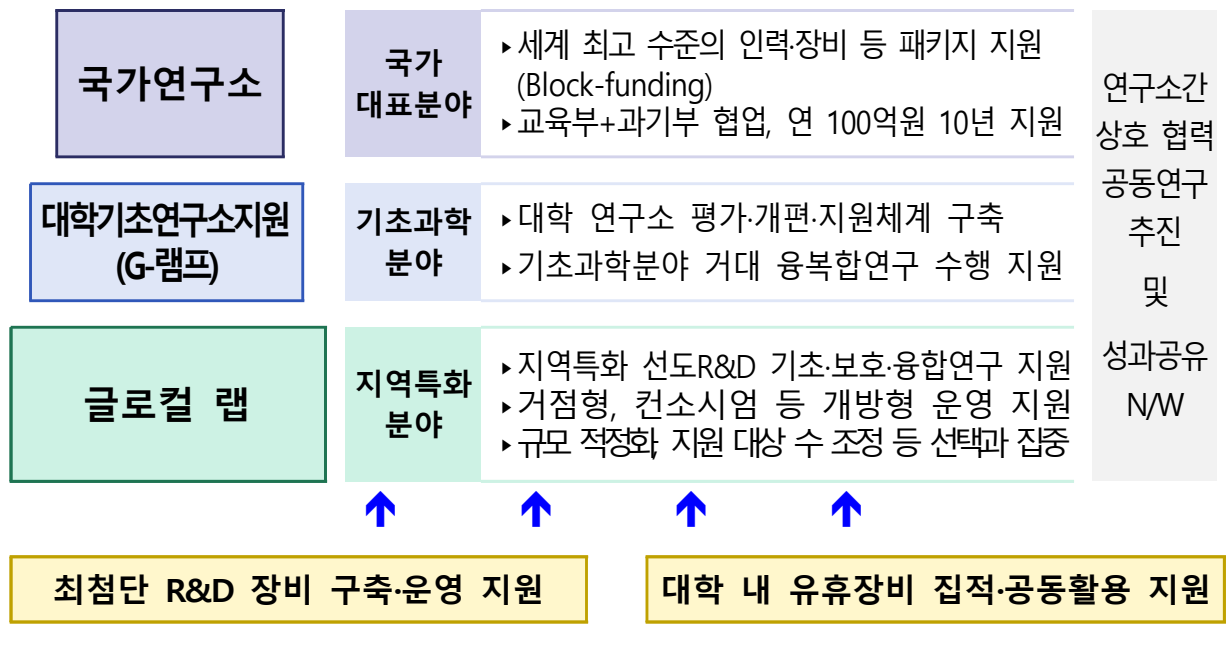 국가연구소
국가
대표분야
▸세계 최고 수준의 인력·장비 등 패키지 지원
(Block-funding)
▸교육부+과기부 협업, 연 100억원 10년 지원
대학기초연구소지원
(G-램프)
기초과학
분야
▸대학 연구소 평가·개편·지원체계 구축
▸기초과학분야 거대 융복합연구 수행 지원
글로컬 랩
지역특화
분야
▸지역특화 선도R&D 기초·보호·융합연구 지원
▸거점형, 컨소시엄 등 개방형 운영 지원
▸규모 적정화, 지원 대상 수 조정 등 선택과 집중
연구소간
상호 협력
공동연구
추진
및
성과공유
N/W
최첨단 R&D 장비 구축·운영 지원
대학 내 유휴장비 집적·공동활용 지원